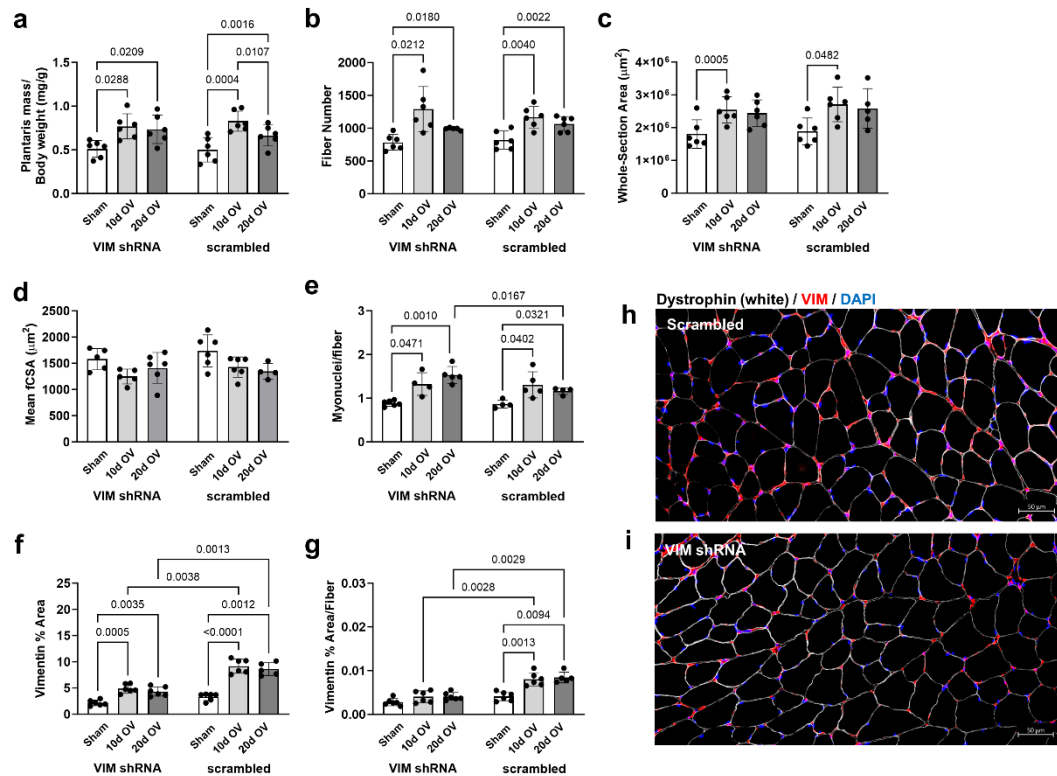 a
0.0016
0.0209
0.0107
0.0288
0.0004
Plantaris mass/
Body weight (mg/g)
1.5
1.0
0.5
0.0
Sham
10d OV
20d OV
Sham
10d OV
20d OV
VIM shRNA
scrambled
b
0.0180
0.0022
0.0212
0.0040
Fiber Number
2000
1500
1000
500
0
Sham
10d OV
20d OV
Sham
10d OV
20d OV
VIM shRNA
scrambled
c
0.0005
0.0482
Whole-Section Area (μm²)
4×10⁶
3×10⁶
2×10⁶
1×10⁶
0
Sham
10d OV
20d OV
Sham
10d OV
20d OV
VIM shRNA
scrambled
d
Mean fCSA (μm²)
2500
2000
1500
1000
500
0
Sham
10d OV
20d OV
Sham
10d OV
20d OV
VIM shRNA
scrambled
e
0.0167
0.0010
0.0321
0.0471
0.0402
Myonuclei/fiber
3
2
1
0
Sham
10d OV
20d OV
Sham
10d OV
20d OV
VIM shRNA
scrambled
f
0.0013
0.0038
0.0035
0.0012
0.0005
<0.0001
Vimentin % Area
25
20
15
10
5
0
Sham
10d OV
20d OV
Sham
10d OV
20d OV
VIM shRNA
scrambled
g
0.0029
0.0028
0.0094
0.0013
Vimentin % Area/Fiber
0.03
0.02
0.01
0.00
Sham
10d OV
20d OV
Sham
10d OV
20d OV
VIM shRNA
scrambled
Dystrophin (white) / VIM / DAPI
h
Scrambled
50 μm
i
VIM shRNA
50 μm